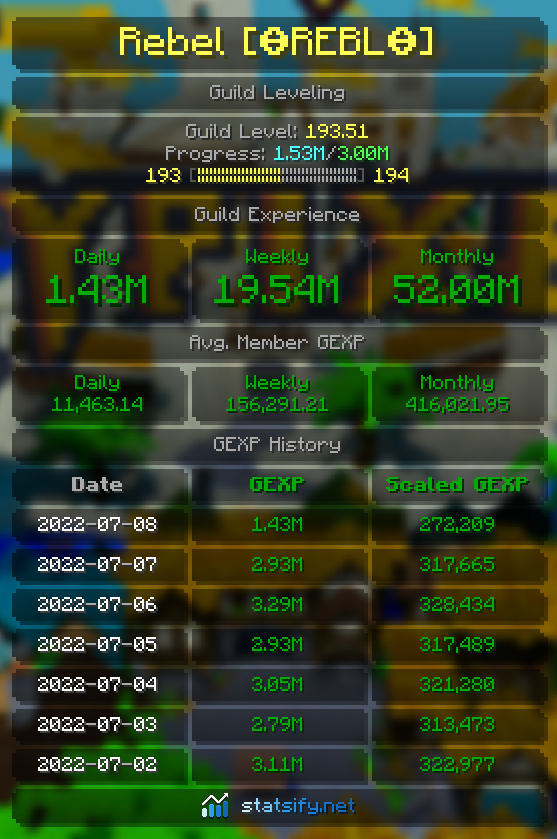 Rebel [⚉REBL⚉]
Guild Leveling
Guild Level: 193.51
Progress: 1.53M/3.00M
193 194
Guild Experience
Daily Weekly Monthly
1.43M 19.54M 52.00M
Avg. Member GEXP
Daily Weekly Monthly
11,463.14 156,291.21 416,021.95
GEXP History
Date GEXP Scaled GEXP
2022-07-08 1.43M 272,209
2022-07-07 2.93M 317,665
2022-07-06 3.29M 328,434
2022-07-05 2.93M 317,489
2022-07-04 3.05M 321,280
2022-07-03 2.79M 313,473
2022-07-02 3.11M 322,977
statsify.net